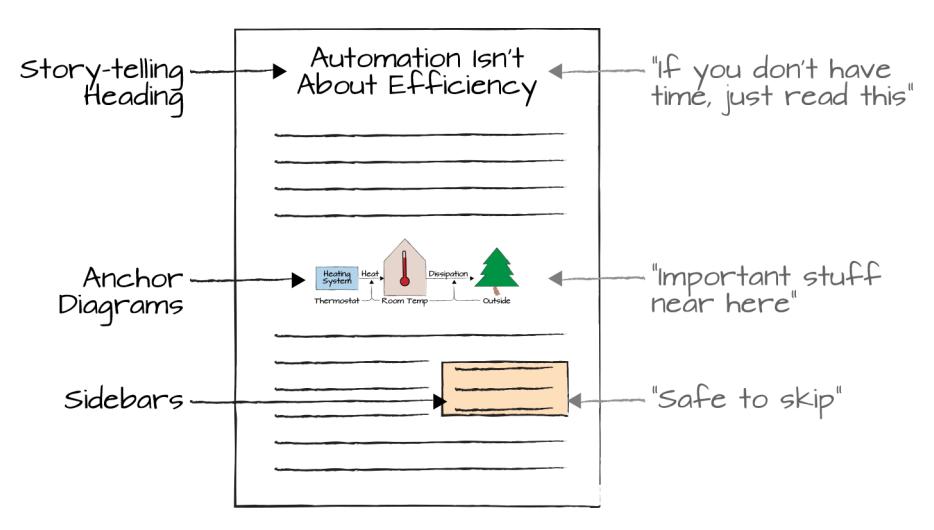 Automation Isn't
About Efficiency
Story-telling
Heading
"If you don't have
time, just read this"
Anchor
Diagrams
Heating
System
Heat
Dissipation
Thermostat
Room Temp
Outside
"Important stuff
near here"
Sidebars
"Safe to skip"